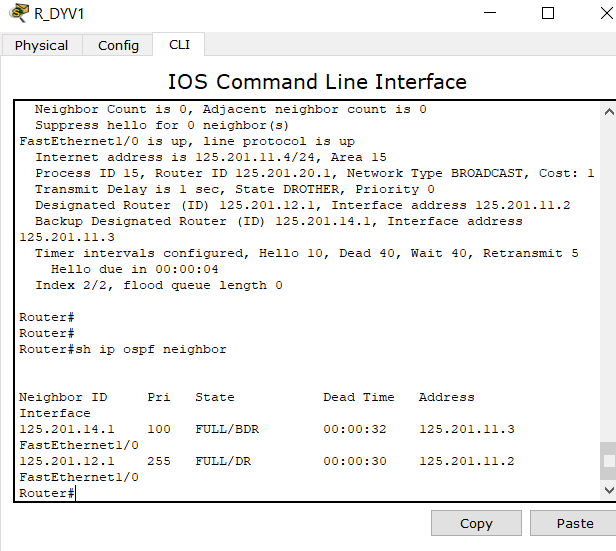 R_DYV1
Physical Config CLI
IOS Command Line Interface
Neighbor Count is 0, Adjacent neighbor count is 0
Suppress hello for 0 neighbor(s)
FastEthernet1/0 is up, line protocol is up
Internet address is 125.201.11.4/24, Area 15
Process ID 15, Router ID 125.201.20.1, Network Type BROADCAST, Cost: 1
Transmit Delay is 1 sec, State DROTHER, Priority 0
Designated Router (ID) 125.201.12.1, Interface address 125.201.11.2
Backup Designated Router (ID) 125.201.14.1, Interface address
125.201.11.3
Timer intervals configured, Hello 10, Dead 40, Wait 40, Retransmit 5
Hello due in 00:00:04
Index 2/2, flood queue length 0
Router#
Router#
Router#sh ip ospf neighbor
Neighbor ID Pri State Dead Time Address
Interface
125.201.14.1 100 FULL/BDR 00:00:32 125.201.11.3
FastEthernet1/0
125.201.12.1 255 FULL/DR 00:00:30 125.201.11.2
FastEthernet1/0
Router#
Copy Paste